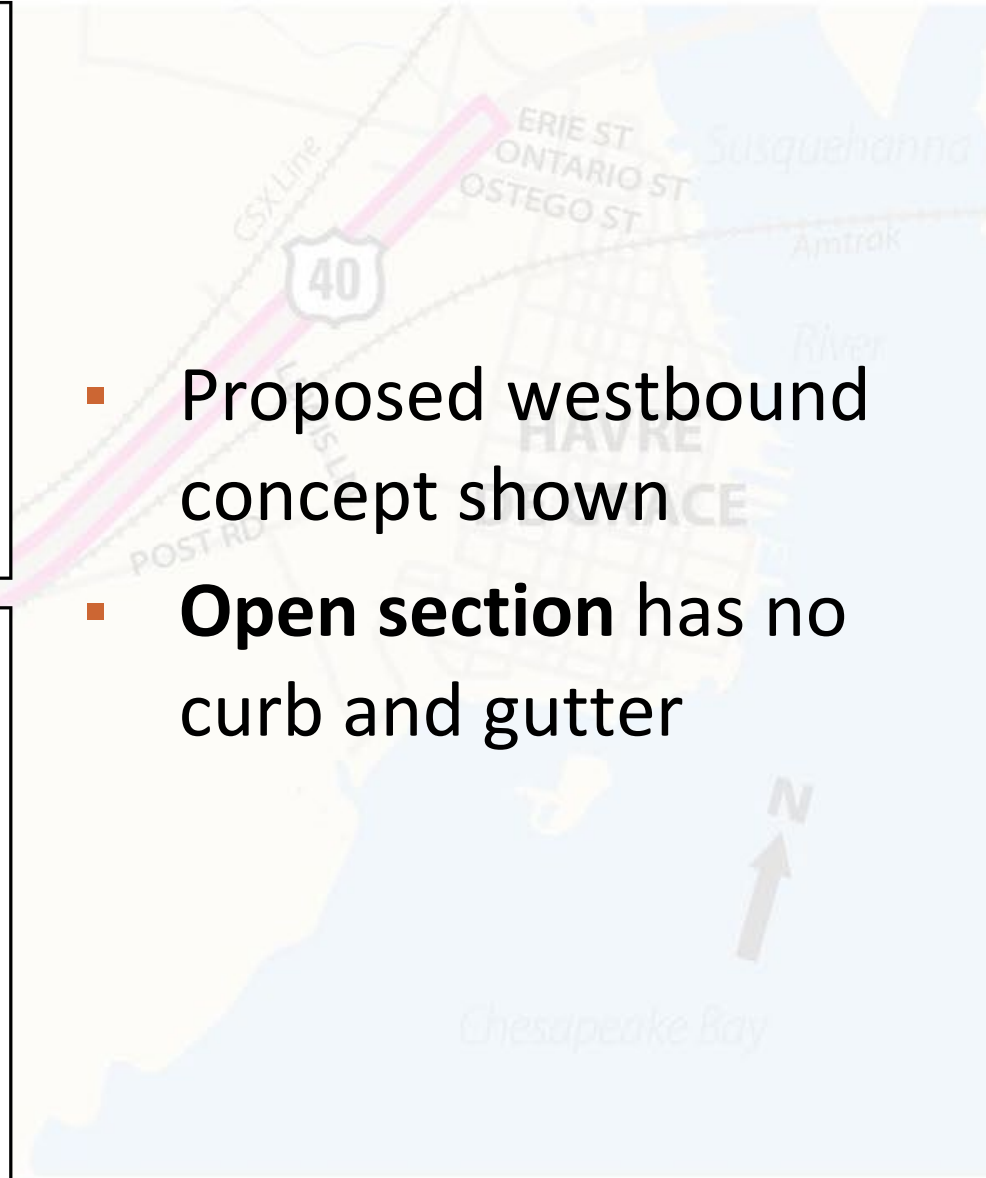 ERIE ST
ONTARIO ST
OSTEGO ST
Susquehanna
CSX Line
Amtrak
40
River
▪ Proposed westbound
HAVRE
concept shown
POST RD
▪ Open section has no
curb and gutter
N
Chesapeake Bay